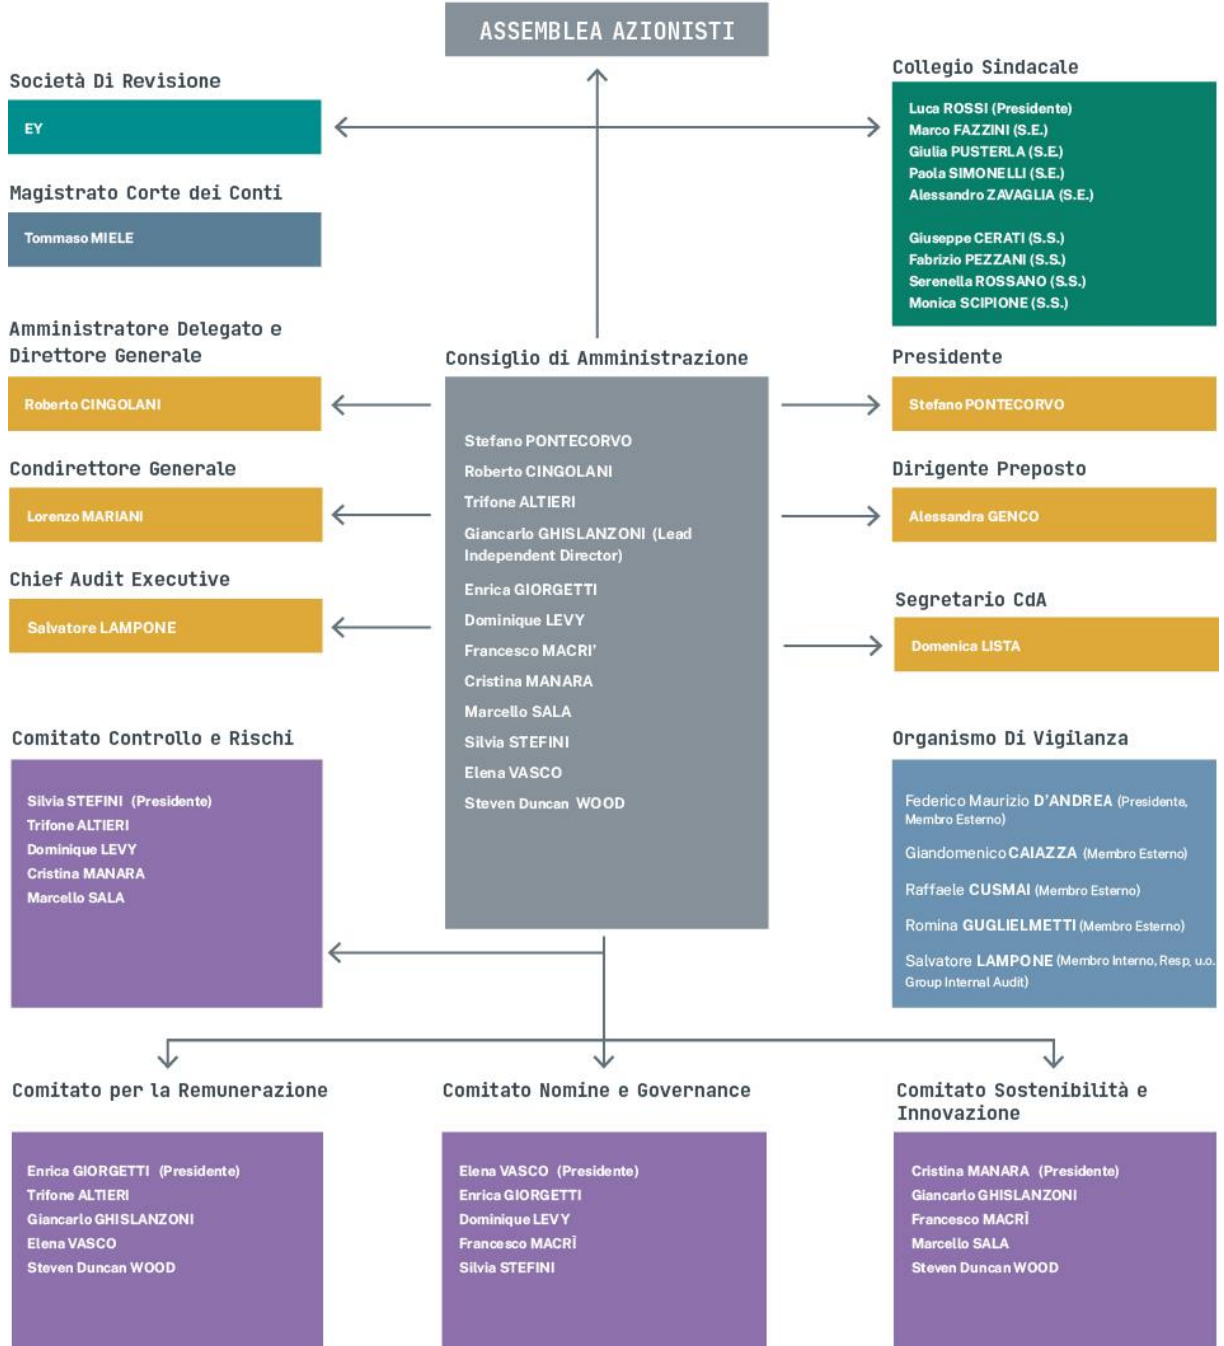 ASSEMBLEA AZIONISTI
Società Di Revisione
EY
Collegio Sindacale
Luca ROSSI (Presidente)
Marco FAZZINI (S.E.)
Giulia PUSTERLA (S.E.)
Paola SIMONELLI (S.E.)
Alessandro ZAVAGLIA (S.E.)
Giuseppe CERATI (S.S.)
Fabrizio PEZZANI (S.S.)
Serenella ROSSANO (S.S.)
Monica SCIPIONE (S.S.)
Magistrato Corte dei Conti
Tommaso MIELE
Amministratore Delegato e
Direttore Generale
Roberto CINGOLANI
Condirettore Generale
Lorenzo MARIANI
Chief Audit Executive
Salvatore LAMPONE
Consiglio di Amministrazione
Stefano PONTECORVO
Roberto CINGOLANI
Trifone ALTIERI
Giancarlo GHISLANZONI (Lead
Independent Director)
Enrica GIORGETTI
Dominique LEVY
Francesco MACRI’
Cristina MANARA
Marcello SALA
Silvia STEFINI
Elena VASCO
Steven Duncan WOOD
Presidente
Stefano PONTECORVO
Dirigente Preposto
Alessandra GENCO
Segretario CdA
Domenica LISTA
Comitato Controllo e Rischi
Silvia STEFINI (Presidente)
Trifone ALTIERI
Dominique LEVY
Cristina MANARA
Marcello SALA
Organismo Di Vigilanza
Federico Maurizio D’ANDREA (Presidente,
Membro Esterno)
Giandomenico CAIAZZA (Membro Esterno)
Raffaele CUSMAI (Membro Esterno)
Romina GUGLIELMETTI (Membro Esterno)
Salvatore LAMPONE (Membro Interno, Resp. u.o.
Group Internal Audit)
Comitato per la Remunerazione
Enrica GIORGETTI (Presidente)
Trifone ALTIERI
Giancarlo GHISLANZONI
Elena VASCO
Steven Duncan WOOD
Comitato Nomine e Governance
Elena VASCO (Presidente)
Enrica GIORGETTI
Dominique LEVY
Francesco MACRÌ
Silvia STEFINI
Comitato Sostenibilità e
Innovazione
Cristina MANARA (Presidente)
Giancarlo GHISLANZONI
Francesco MACRÌ
Marcello SALA
Steven Duncan WOOD